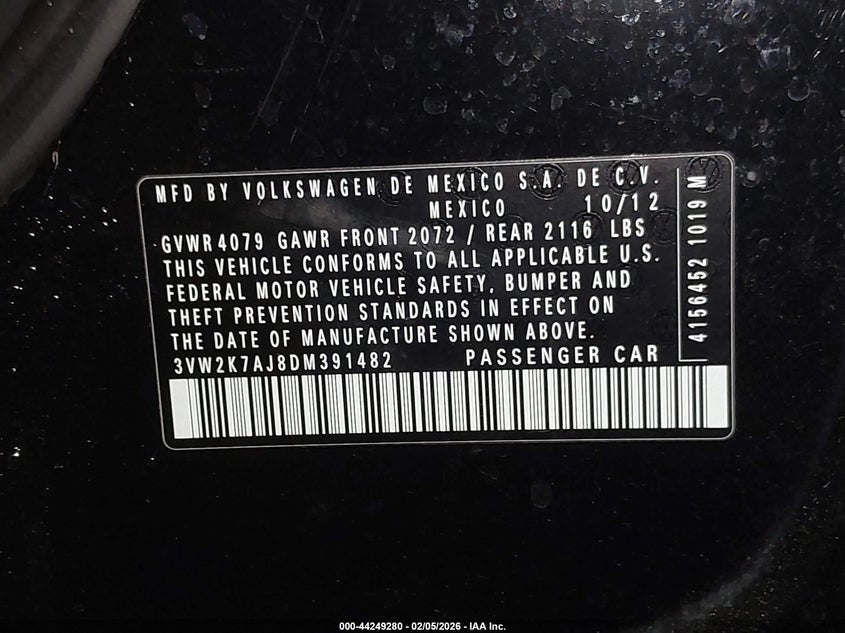 MFD BY VOLKSWAGEN DE MEXICO S.A. DE C.V.
MEXICO 10/12
GVWR 4079 GAWR FRONT 2072 / REAR 2116 LBS
THIS VEHICLE CONFORMS TO ALL APPLICABLE U.S.
FEDERAL MOTOR VEHICLE SAFETY, BUMPER AND
THEFT PREVENTION STANDARDS IN EFFECT ON
THE DATE OF MANUFACTURE SHOWN ABOVE.
3VW2K7AJ8DM391482 PASSENGER CAR
4156452 1019 M
000-44249280 - 02/05/2026 - IAA Inc.